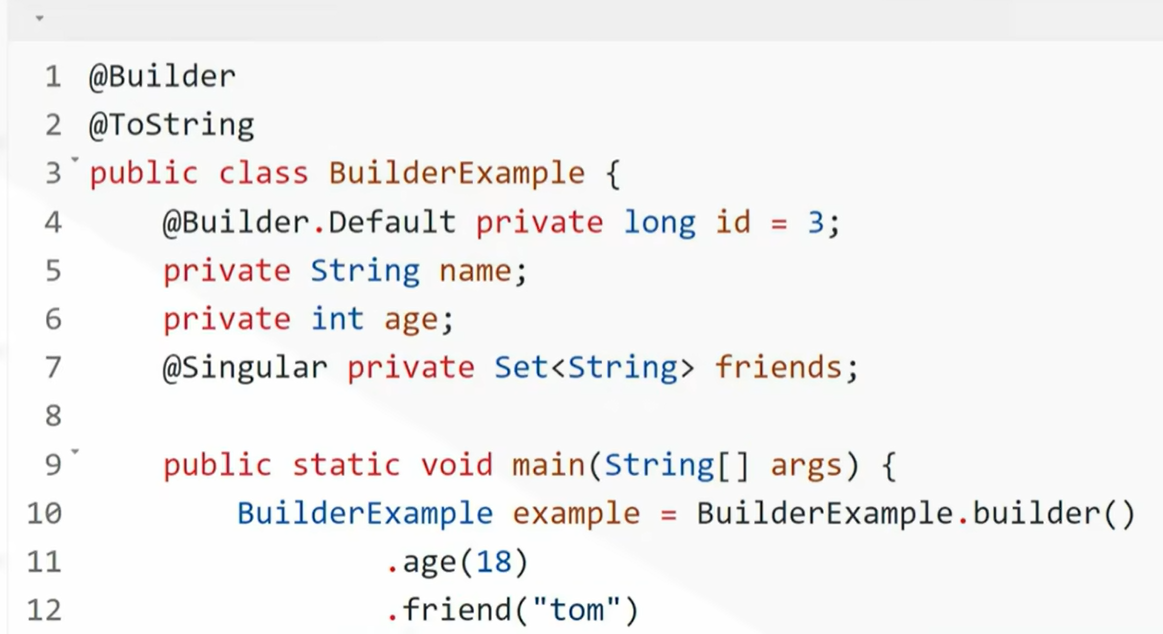 1 @Builder
2 @ToString
3 public class BuilderExample {
4     @Builder.Default private long id = 3;
5     private String name;
6     private int age;
7     @Singular private Set<String> friends;
8
9     public static void main(String[] args) {
10         BuilderExample example = BuilderExample.builder()
11                 .age(18)
12                 .friend("tom")